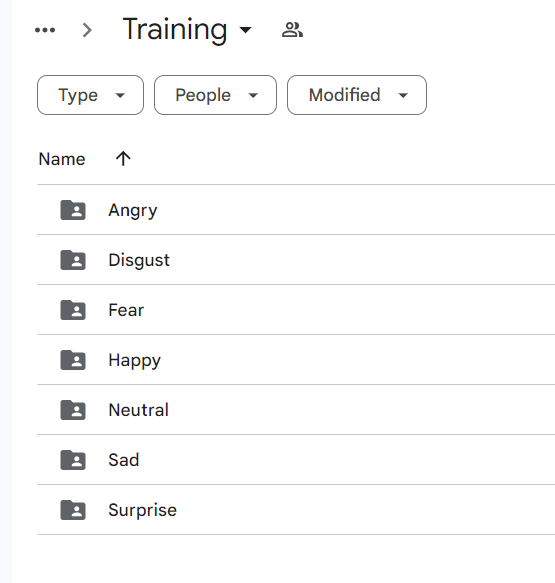 ... > Training
Type People Modified
Name
Angry
Disgust
Fear
Happy
Neutral
Sad
Surprise